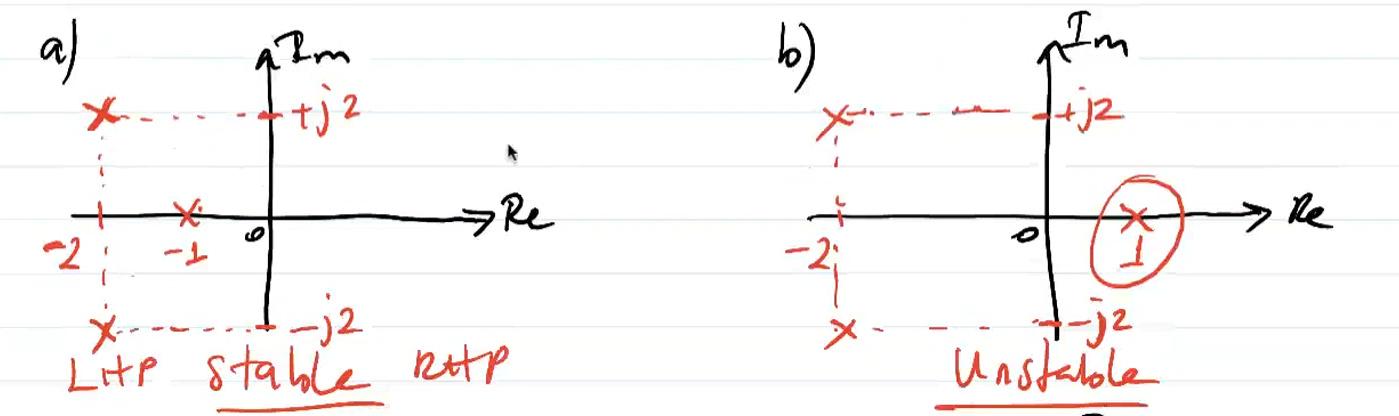 a) Im b) Im
+j2 +j2
Re Re
0 0
-2 -1 -2 1
-j2 -j2
LHP Stable RHP Unstable